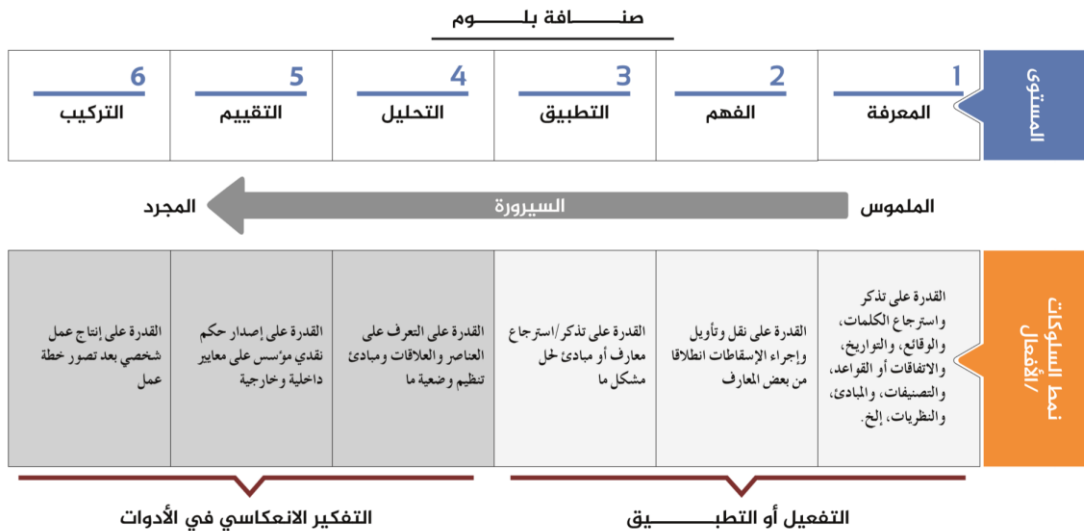 صنـــــافة بلـــــوم
المستوى
1
المعرفة
2
الفهم
3
التطبيق
4
التحليل
5
التقييم
6
التركيب
الملموس
السيرورة
المجرد
نمط السلوكات
/الأفعال
القدرة على تذكر
واسترجاع الكلمات،
والوقائع، والتواريخ،
والاتفاقات أو القواعد،
والتصنيفات، والمبادئ،
والنظريات، إلخ.
القدرة على نقل وتأويل
وإجراء الإسقاطات انطلاقا
من بعض المعارف
القدرة على تذكر/استرجاع
معارف أو مبادئ لحل
مشكل ما
القدرة على التعرف على
العناصر والعلاقات ومبادئ
تنظيم وضعية ما
القدرة على إصدار حكم
نقدي مؤسس على معايير
داخلية وخارجية
القدرة على إنتاج عمل
شخصي بعد تصور خطة
عمل
التفعيل أو التطبـــــــيق
التفكير الانعكاسي في الأدوات